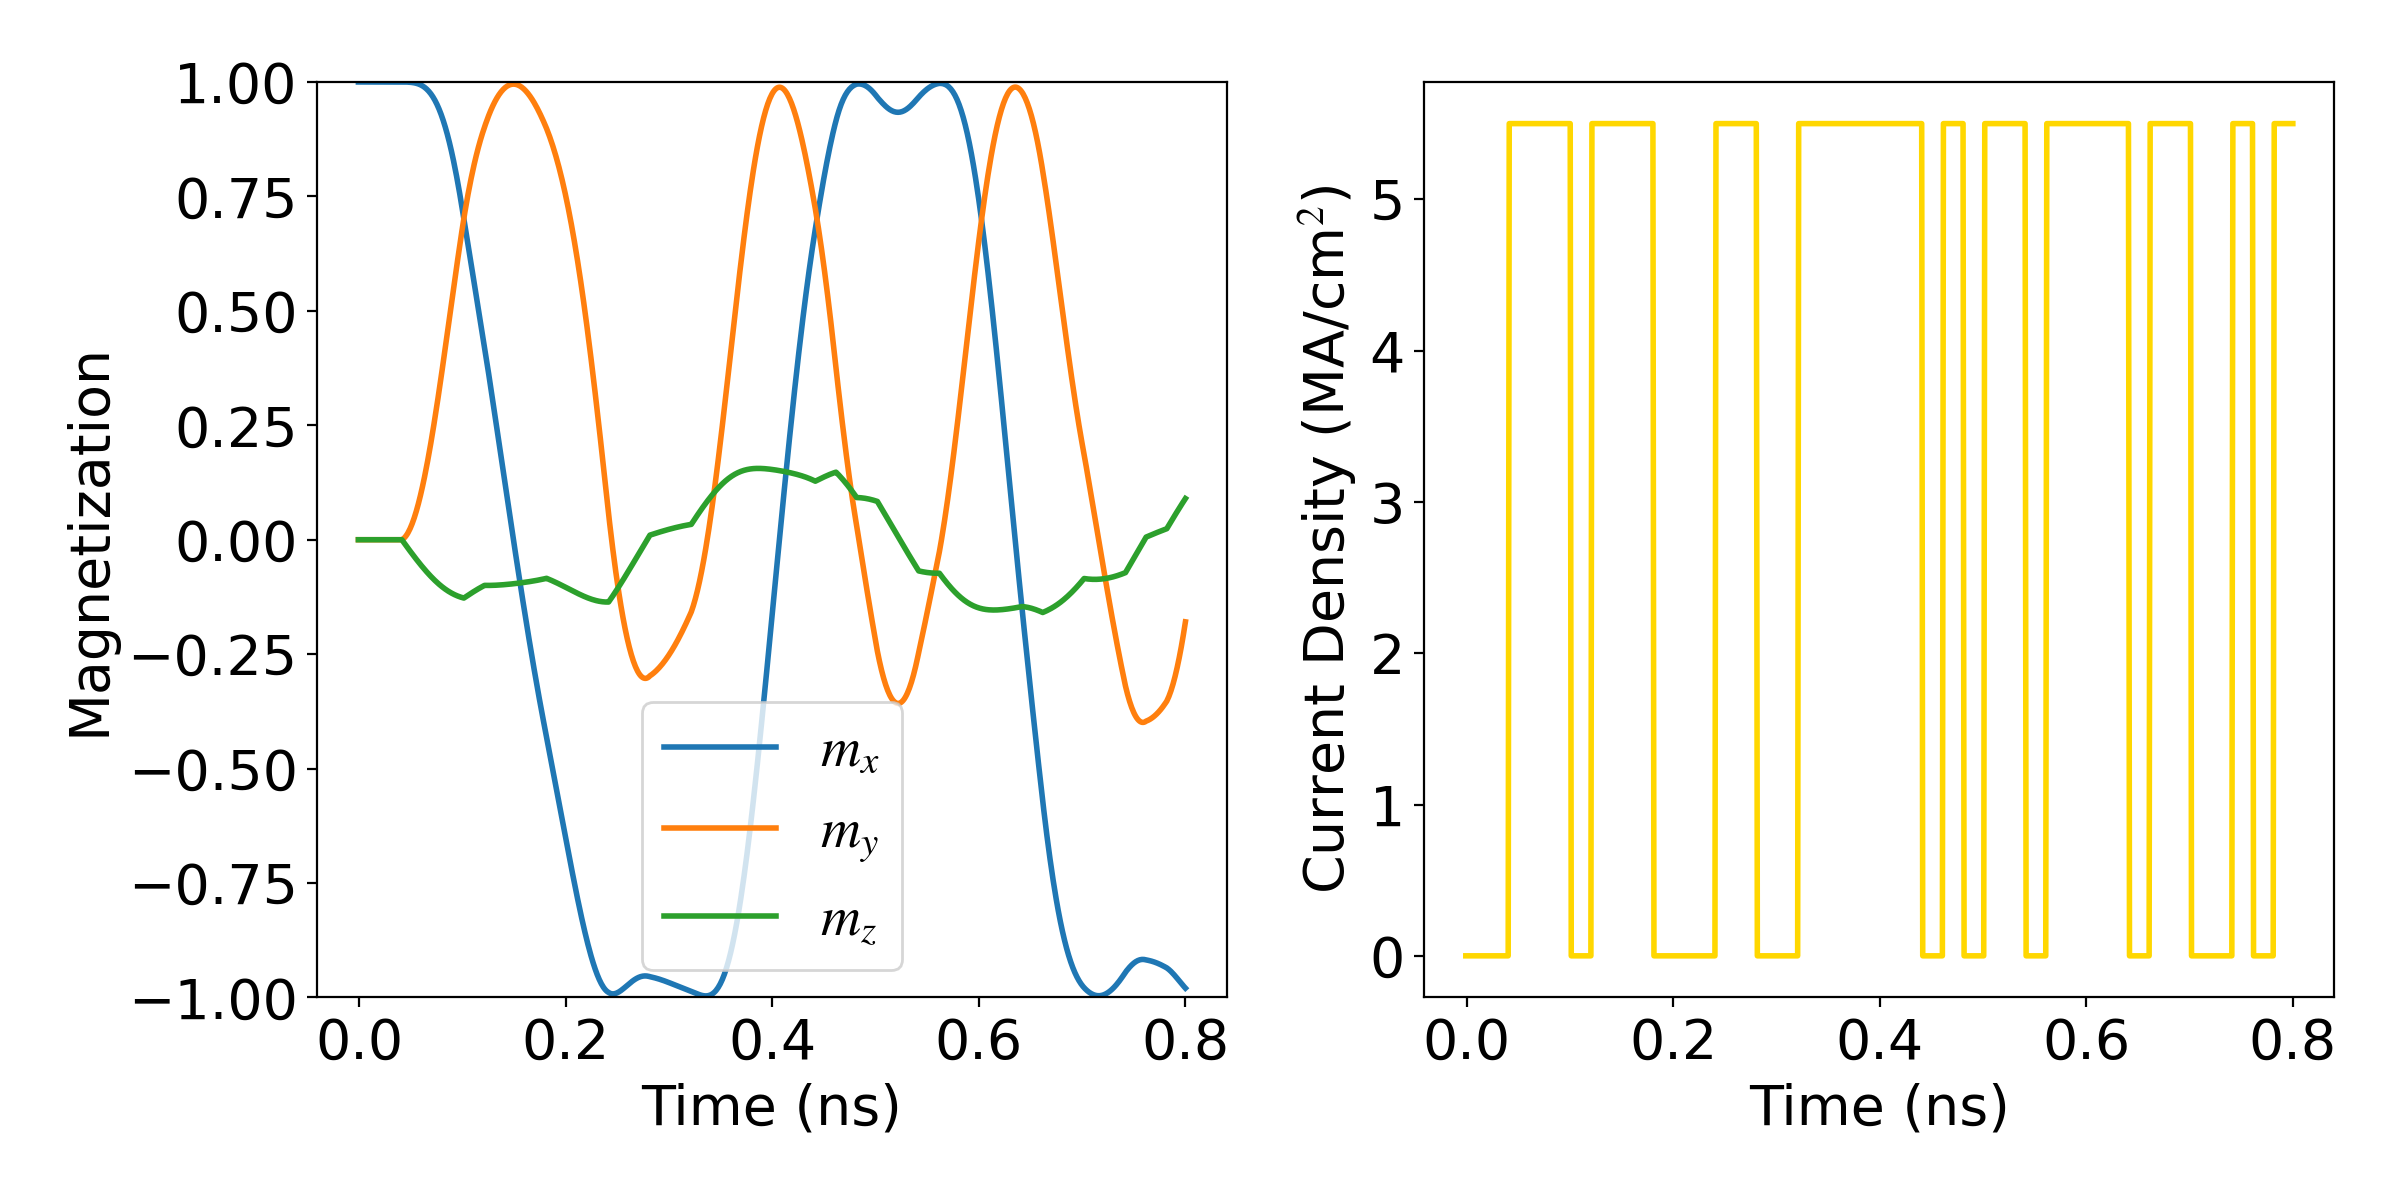 1.00
0.75
0.50
0.25
0.00
−0.25
−0.50
−0.75
−1.00
Magnetization
0.0 0.2 0.4 0.6 0.8
Time (ns)
$m_x$
$m_y$
$m_z$
5
4
3
2
1
0
Current Density (MA/cm²)
0.0 0.2 0.4 0.6 0.8
Time (ns)